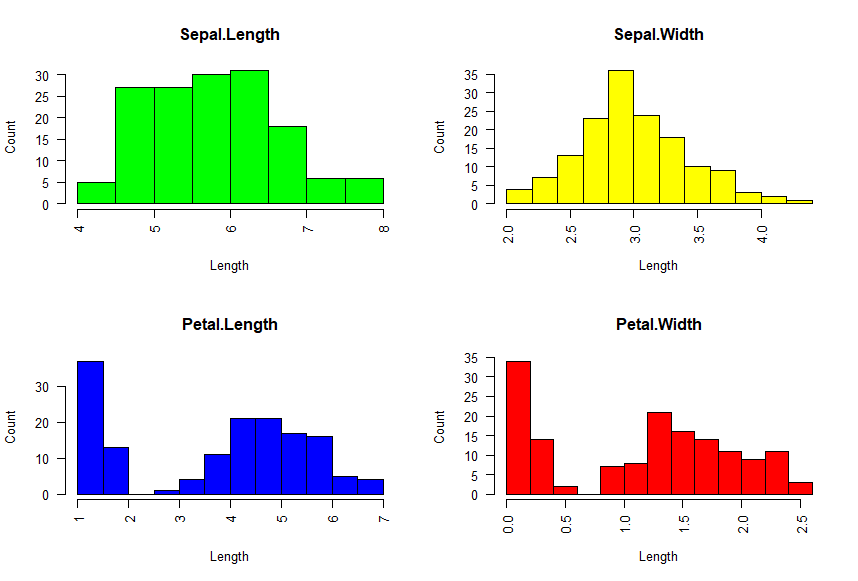 Sepal.Length
Count
30
25
20
15
10
5
0
4 5 6 7 8
Length
Sepal.Width
Count
35
30
25
20
15
10
5
0
2.0 2.5 3.0 3.5 4.0
Length
Petal.Length
Count
30
20
10
0
1 2 3 4 5 6 7
Length
Petal.Width
Count
35
30
25
20
15
10
5
0
0.0 0.5 1.0 1.5 2.0 2.5
Length